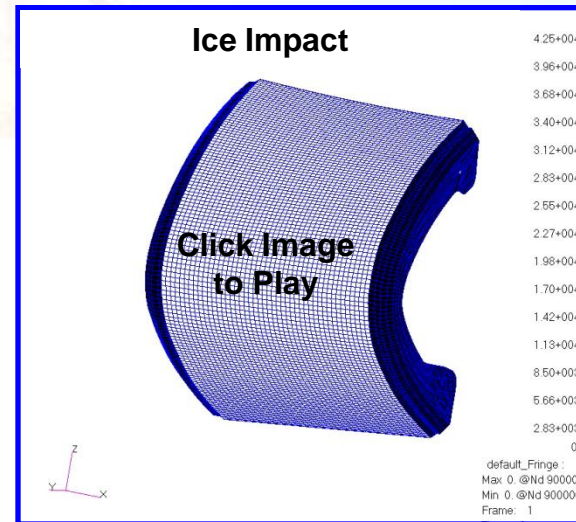 Ice Impact
4.25+004
3.96+004
3.68+004
3.40+004
3.12+004
2.83+004
2.55+004
2.27+004
1.98+004
1.70+004
1.42+004
1.13+004
8.50+003
5.66+003
2.83+003
0
Click Image
to Play
Z
Y
X
default_Fringe :
Max 0. @Nd 90000
Min 0. @Nd 90000
Frame: 1